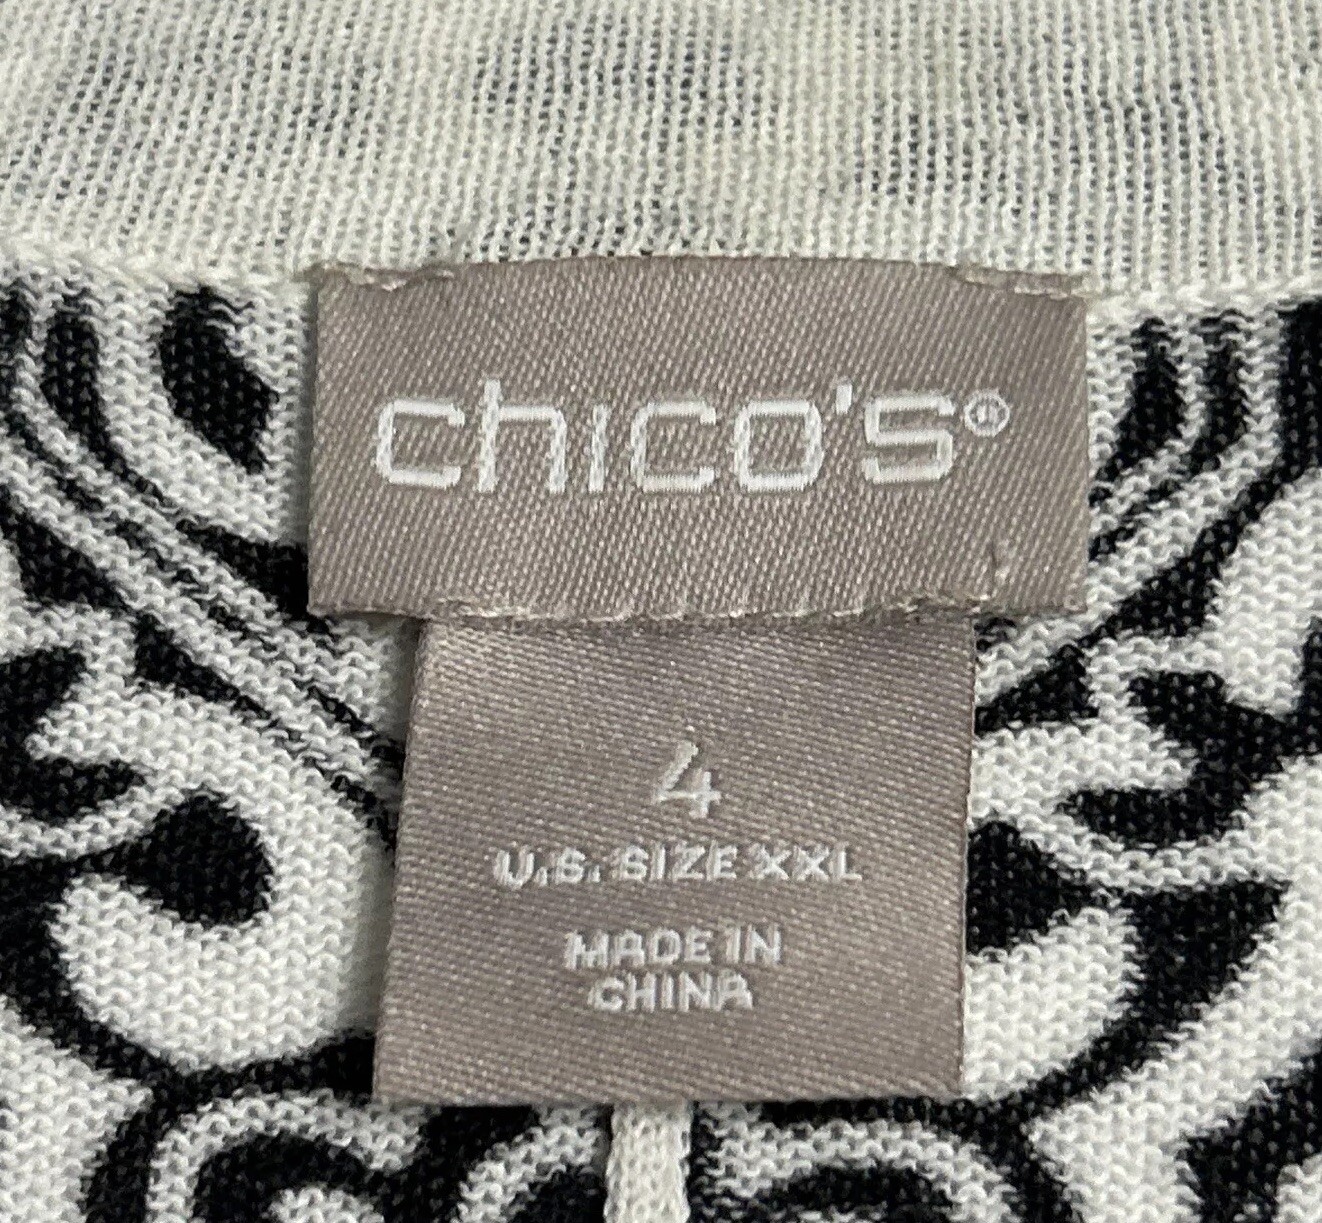 chico's®
4
U.S. SIZE XXL
MADE IN
CHINA